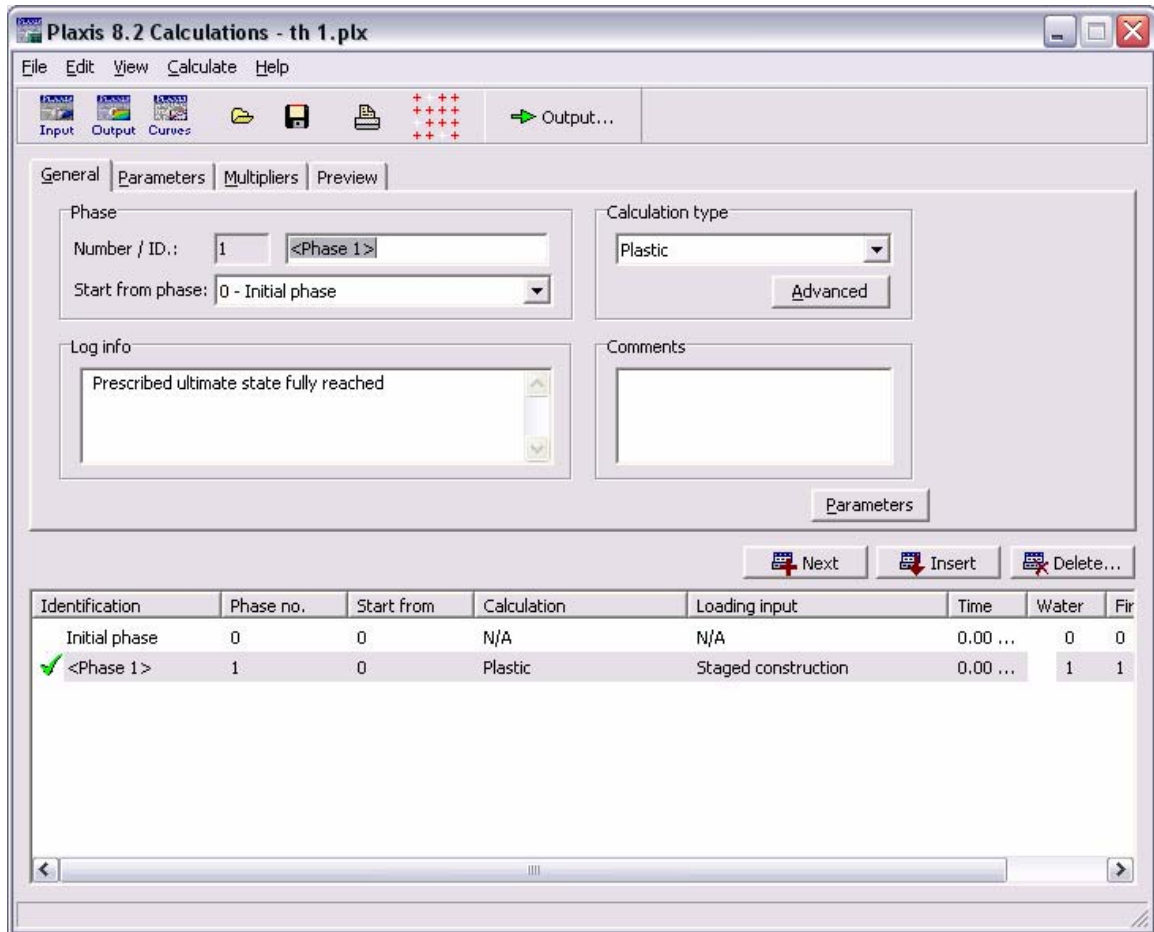 Plaxis 8.2 Calculations - th 1.plx
File Edit View Calculate Help
Input Output Curves Output...
General Parameters Multipliers Preview
Phase
Number / ID.: 1 <Phase 1>
Start from phase: 0 - Initial phase
Calculation type
Plastic
Advanced
Log info
Prescribed ultimate state fully reached
Comments
Parameters
Next Insert Delete...
Identification Phase no. Start from Calculation Loading input Time Water Fir
Initial phase 0 0 N/A N/A 0.00 ... 0 0
<Phase 1> 1 0 Plastic Staged construction 0.00 ... 1 1